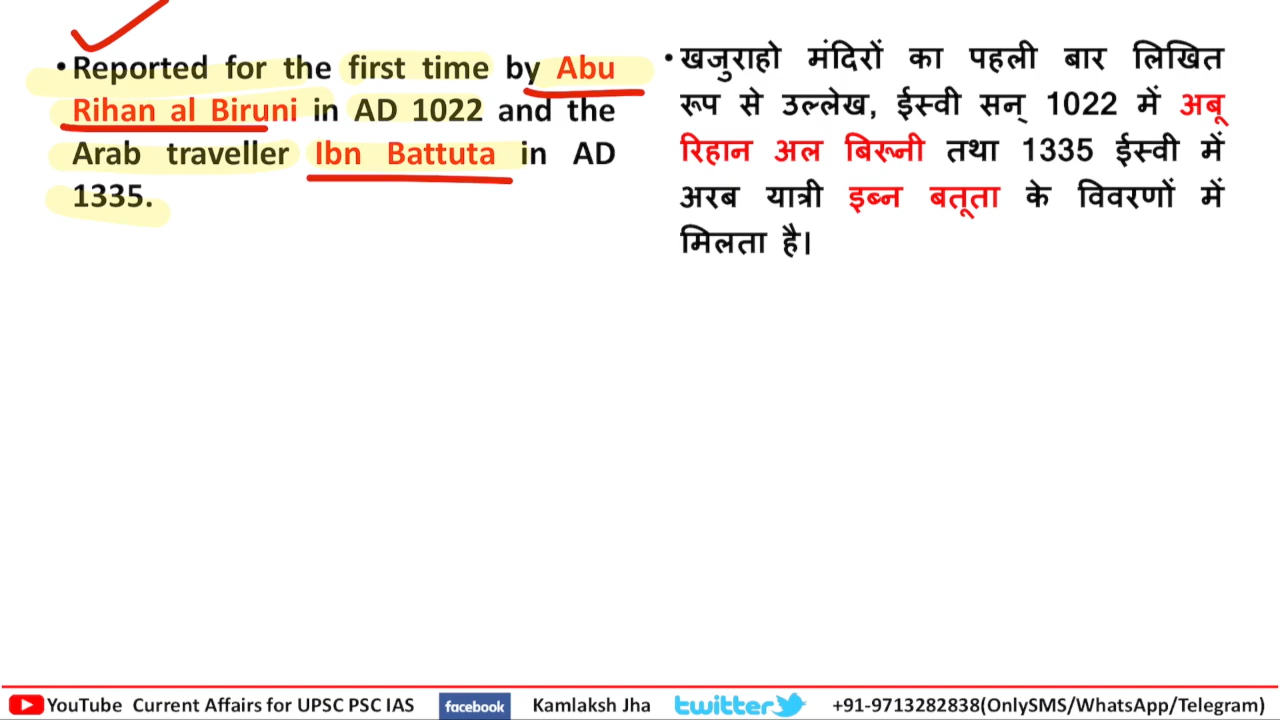 • Reported for the first time by Abu
Rihan al Biruni in AD 1022 and the
Arab traveller Ibn Battuta in AD
1335.
• खजुराहो मंदिरों का पहली बार लिखित
रूप से उल्लेख, ईस्वी सन् 1022 में अबू
रिहान अल बिरूनी तथा 1335 ईस्वी में
अरब यात्री इब्न बतूता के विवरणों में
मिलता है।
YouTube Current Affairs for UPSC PSC IAS facebook Kamlaksh Jha twitter +91-9713282838(OnlySMS/WhatsApp/Telegram)